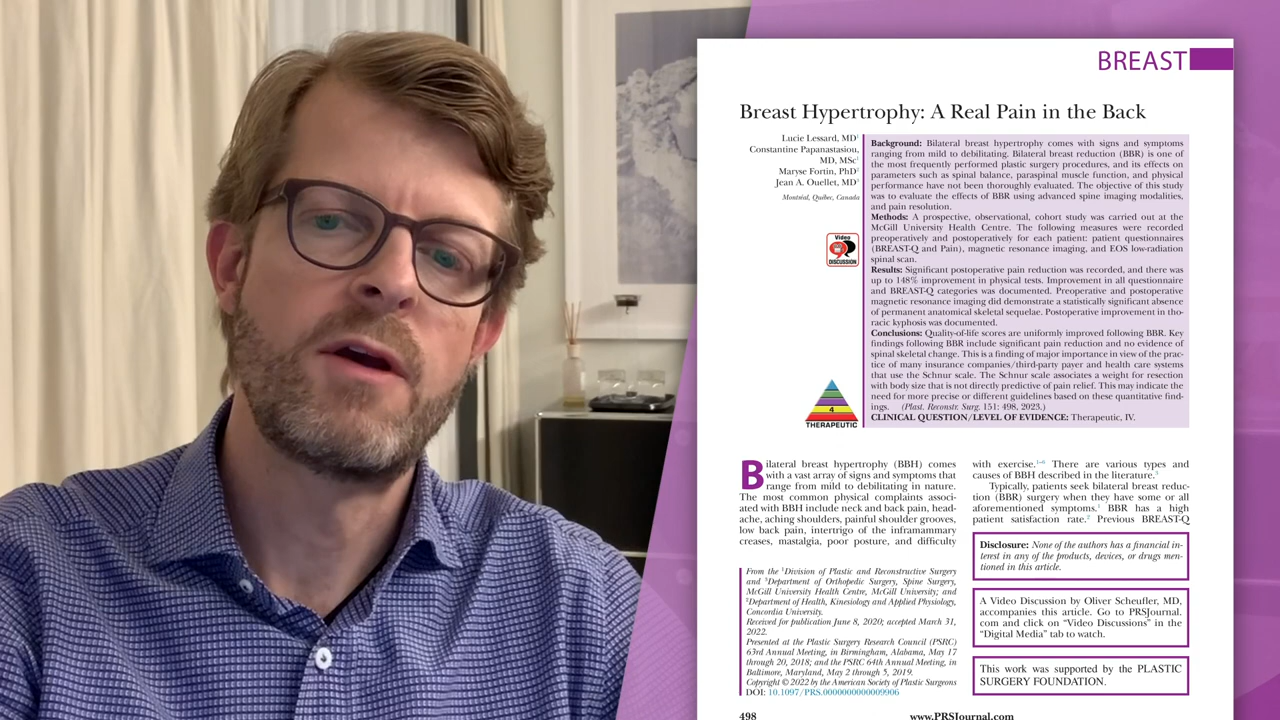 BREAST
Breast Hypertrophy: A Real Pain in the Back
Lucie Lessard, MD¹
Constantine Papanastasiou,
MD, MSc¹
Maryse Fortin, PhD²
Jean A. Ouellet, MD³
Montréal, Québec, Canada
Video
DISCUSSION
4
THERAPEUTIC
Background: Bilateral breast hypertrophy comes with signs and symptoms
ranging from mild to debilitating. Bilateral breast reduction (BBR) is one of
the most frequently performed plastic surgery procedures, and its effects on
parameters such as spinal balance, paraspinal muscle function, and physical
performance have not been thoroughly evaluated. The objective of this study
was to evaluate the effects of BBR using advanced spine imaging modalities,
and pain resolution.
Methods: A prospective, observational, cohort study was carried out at the
McGill University Health Centre. The following measures were recorded
preoperatively and postoperatively for each patient: patient questionnaires
(BREAST-Q and Pain), magnetic resonance imaging, and EOS low-radiation
spinal scan.
Results: Significant postoperative pain reduction was recorded, and there was
up to 148% improvement in physical tests. Improvement in all questionnaire
and BREAST-Q categories was documented. Preoperative and postoperative
magnetic resonance imaging did demonstrate a statistically significant absence
of permanent anatomical skeletal sequelae. Postoperative improvement in tho-
racic kyphosis was documented.
Conclusions: Quality-of-life scores are uniformly improved following BBR. Key
findings following BBR include significant pain reduction and no evidence of
spinal skeletal change. This is a finding of major importance in view of the prac-
tice of many insurance companies/third-party payer and health care systems
that use the Schnur scale. The Schnur scale associates a weight for resection
with body size that is not directly predictive of pain relief. This may indicate the
need for more precise or different guidelines based on these quantitative find-
ings. (Plast. Reconstr. Surg. 151: 498, 2023.)
CLINICAL QUESTION/LEVEL OF EVIDENCE: Therapeutic, IV.
Bilateral breast hypertrophy (BBH) comes
with a vast array of signs and symptoms that
range from mild to debilitating in nature.
The most common physical complaints associ-
ated with BBH include neck and back pain, head-
ache, aching shoulders, painful shoulder grooves,
low back pain, intertrigo of the inframammary
creases, mastalgia, poor posture, and difficulty
From the ¹Division of Plastic and Reconstructive Surgery
and ³Department of Orthopedic Surgery, Spine Surgery,
McGill University Health Centre, McGill University; and
²Department of Health, Kinesiology and Applied Physiology,
Concordia University.
Received for publication June 8, 2020; accepted March 31,
2022.
Presented at the Plastic Surgery Research Council (PSRC)
63rd Annual Meeting, in Birmingham, Alabama, May 17
through 20, 2018; and the PSRC 64th Annual Meeting, in
Baltimore, Maryland, May 2 through 5, 2019.
Copyright © 2022 by the American Society of Plastic Surgeons
DOI: 10.1097/PRS.0000000000009906
with exercise.¹⁻⁶ There are various types and
causes of BBH described in the literature.⁵
Typically, patients seek bilateral breast reduc-
tion (BBR) surgery when they have some or all
aforementioned symptoms.¹ BBR has a high
patient satisfaction rate.² Previous BREAST-Q
Disclosure: None of the authors has a financial in-
terest in any of the products, devices, or drugs men-
tioned in this article.
A Video Discussion by Oliver Scheufler, MD,
accompanies this article. Go to PRSJournal.
com and click on “Video Discussions” in the
“Digital Media” tab to watch.
This work was supported by the PLASTIC
SURGERY FOUNDATION.
498
www.PRSJournal.com